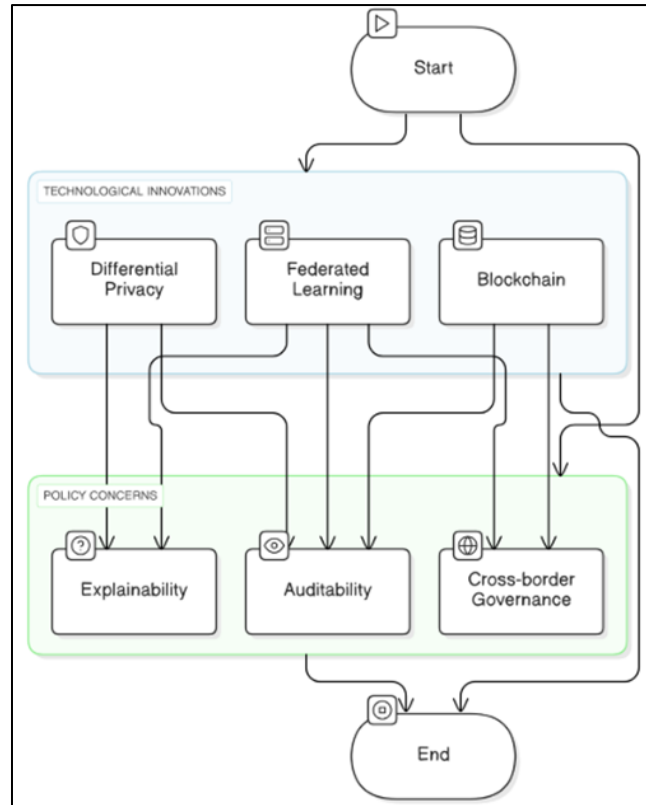 Start
TECHNOLOGICAL INNOVATIONS
Differential
Privacy
Federated
Learning
Blockchain
POLICY CONCERNS
Explainability
Auditability
Cross-border
Governance
End